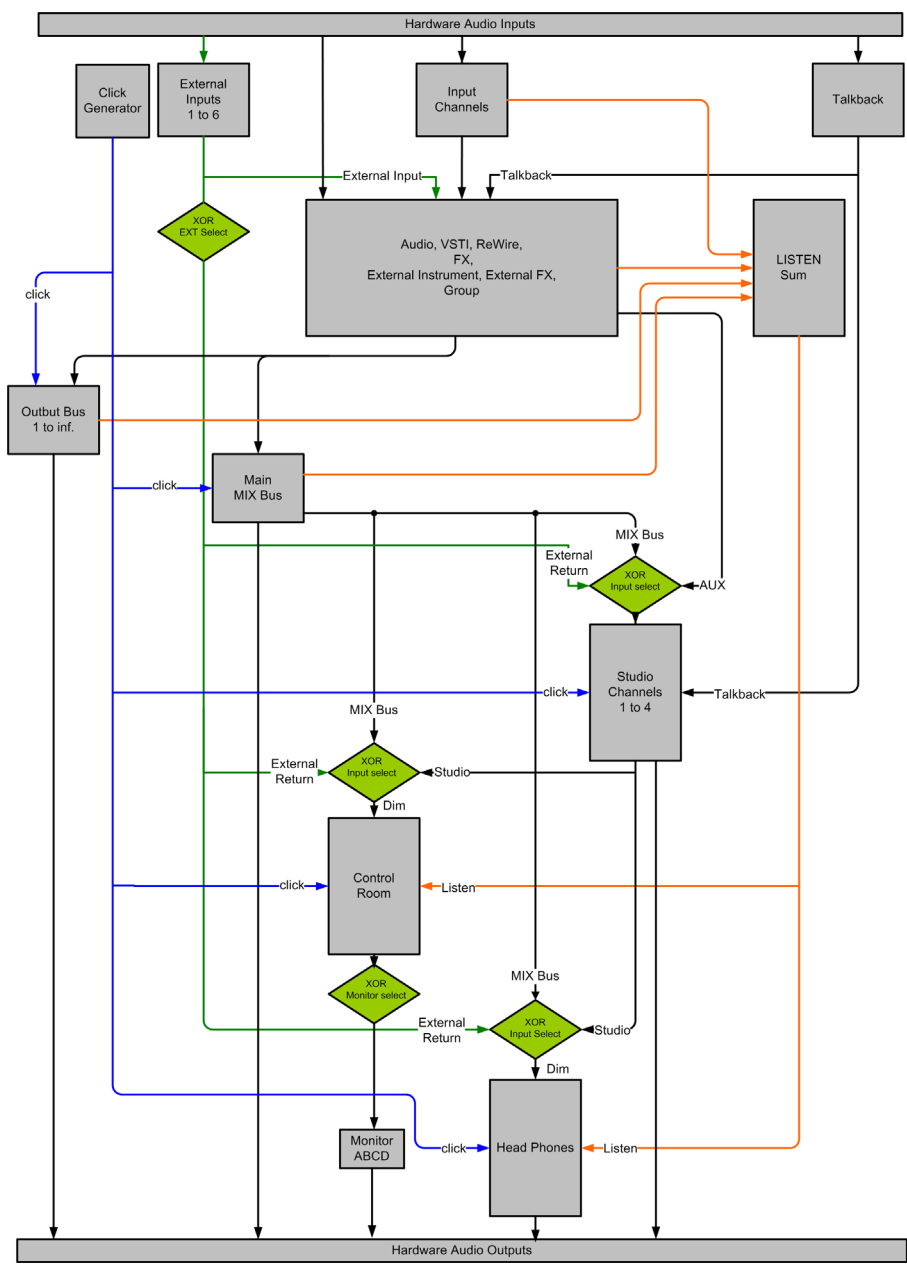 Hardware Audio Inputs
Click
Generator
External
Inputs
1 to 6
Input
Channels
Talkback
External Input
Talkback
XOR
EXT Select
Audio, VSTI, ReWire,
FX,
External Instrument, External FX,
Group
LISTEN
Sum
click
Outbut Bus
1 to inf.
Main
MIX Bus
click
MIX Bus
External
Return
XOR
Input select
AUX
Studio
Channels
1 to 4
click
Talkback
MIX Bus
External
Return
XOR
Input select
Studio
Dim
Control
Room
click
Listen
MIX Bus
XOR
Monitor select
External
Return
XOR
Input Select
Studio
Dim
Monitor
ABCD
click
Head Phones
Listen
Hardware Audio Outputs